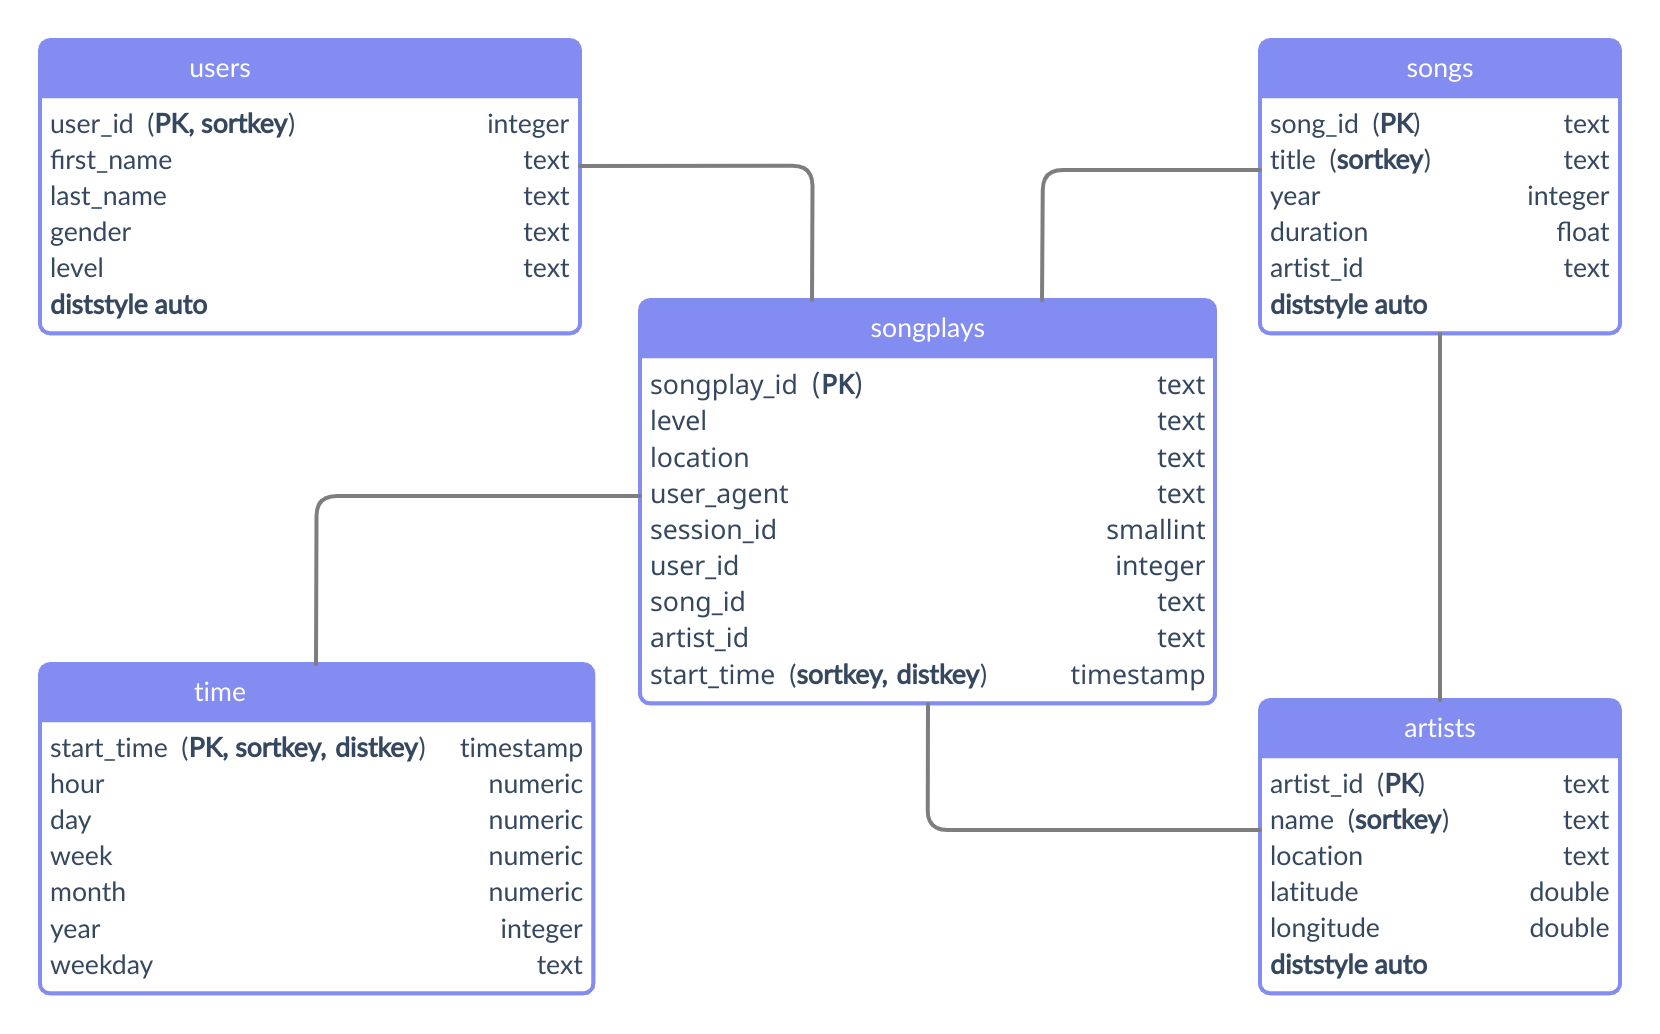 users
user_id (PK, sortkey) integer
first_name text
last_name text
gender text
level text
diststyle auto
songs
song_id (PK) text
title (sortkey) text
year integer
duration float
artist_id text
diststyle auto
songplays
songplay_id (PK) text
level text
location text
user_agent text
session_id smallint
user_id integer
song_id text
artist_id text
start_time (sortkey, distkey) timestamp
time
start_time (PK, sortkey, distkey) timestamp
hour numeric
day numeric
week numeric
month numeric
year integer
weekday text
artists
artist_id (PK) text
name (sortkey) text
location text
latitude double
longitude double
diststyle auto